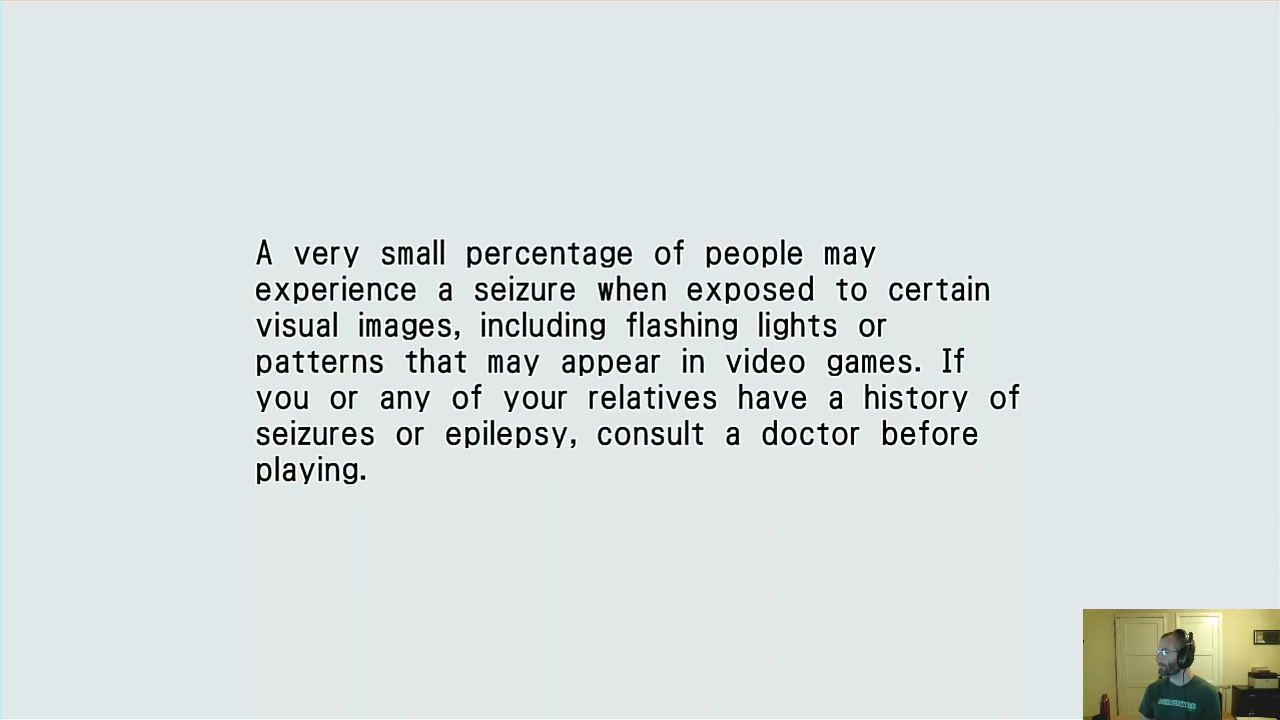 A very small percentage of people may
experience a seizure when exposed to certain
visual images, including flashing lights or
patterns that may appear in video games. If
you or any of your relatives have a history of
seizures or epilepsy, consult a doctor before
playing.